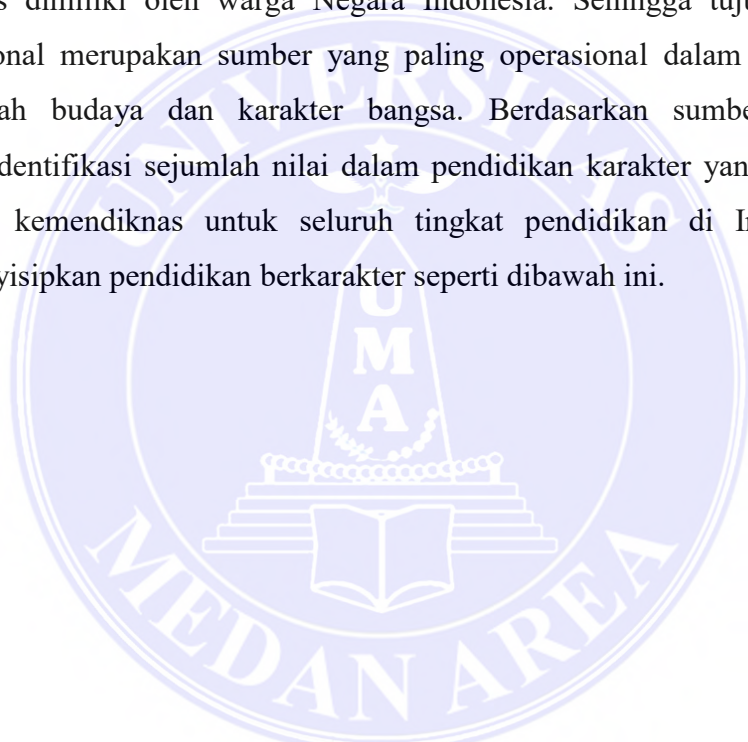 s dimiliki oleh warga Negara Indonesia. Sehingga tuj
onal merupakan sumber yang paling operasional dalam
ah budaya dan karakter bangsa. Berdasarkan sumbe
dentifikasi sejumlah nilai dalam pendidikan karakter yan
kemendiknas untuk seluruh tingkat pendidikan di I
yisipkan pendidikan berkarakter seperti dibawah ini.
UNIVERSITAS
UMA
MEDAN AREA